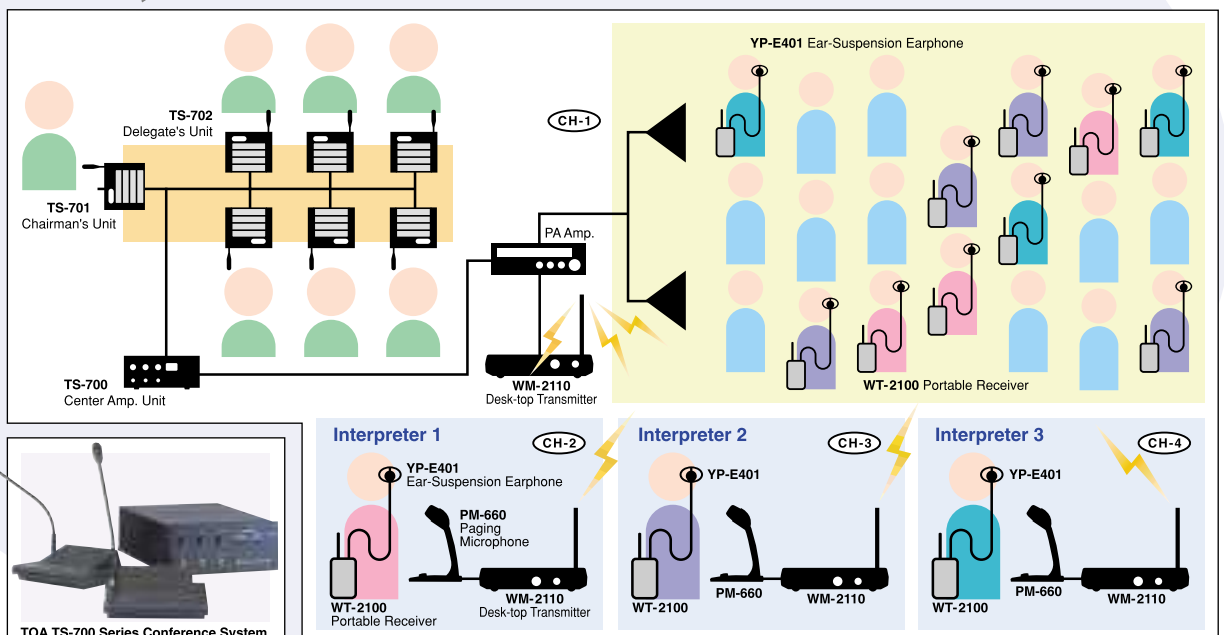 YP-E401 Ear-Suspension Earphone
TS-702
Delegate's Unit
CH-1
TS-701
Chairman's Unit
PA Amp.
TS-700
Center Amp. Unit
WM-2110
Desk-top Transmitter
WT-2100 Portable Receiver
Interpreter 1
CH-2
YP-E401
Ear-Suspension Earphone
PM-660
Paging
Microphone
WM-2110
Desk-top Transmitter
WT-2100
Portable Receiver
Interpreter 2
CH-3
YP-E401
PM-660
WT-2100
WM-2110
Interpreter 3
CH-4
YP-E401
PM-660
WT-2100
WM-2110
TOA TS-700 Series Conference System